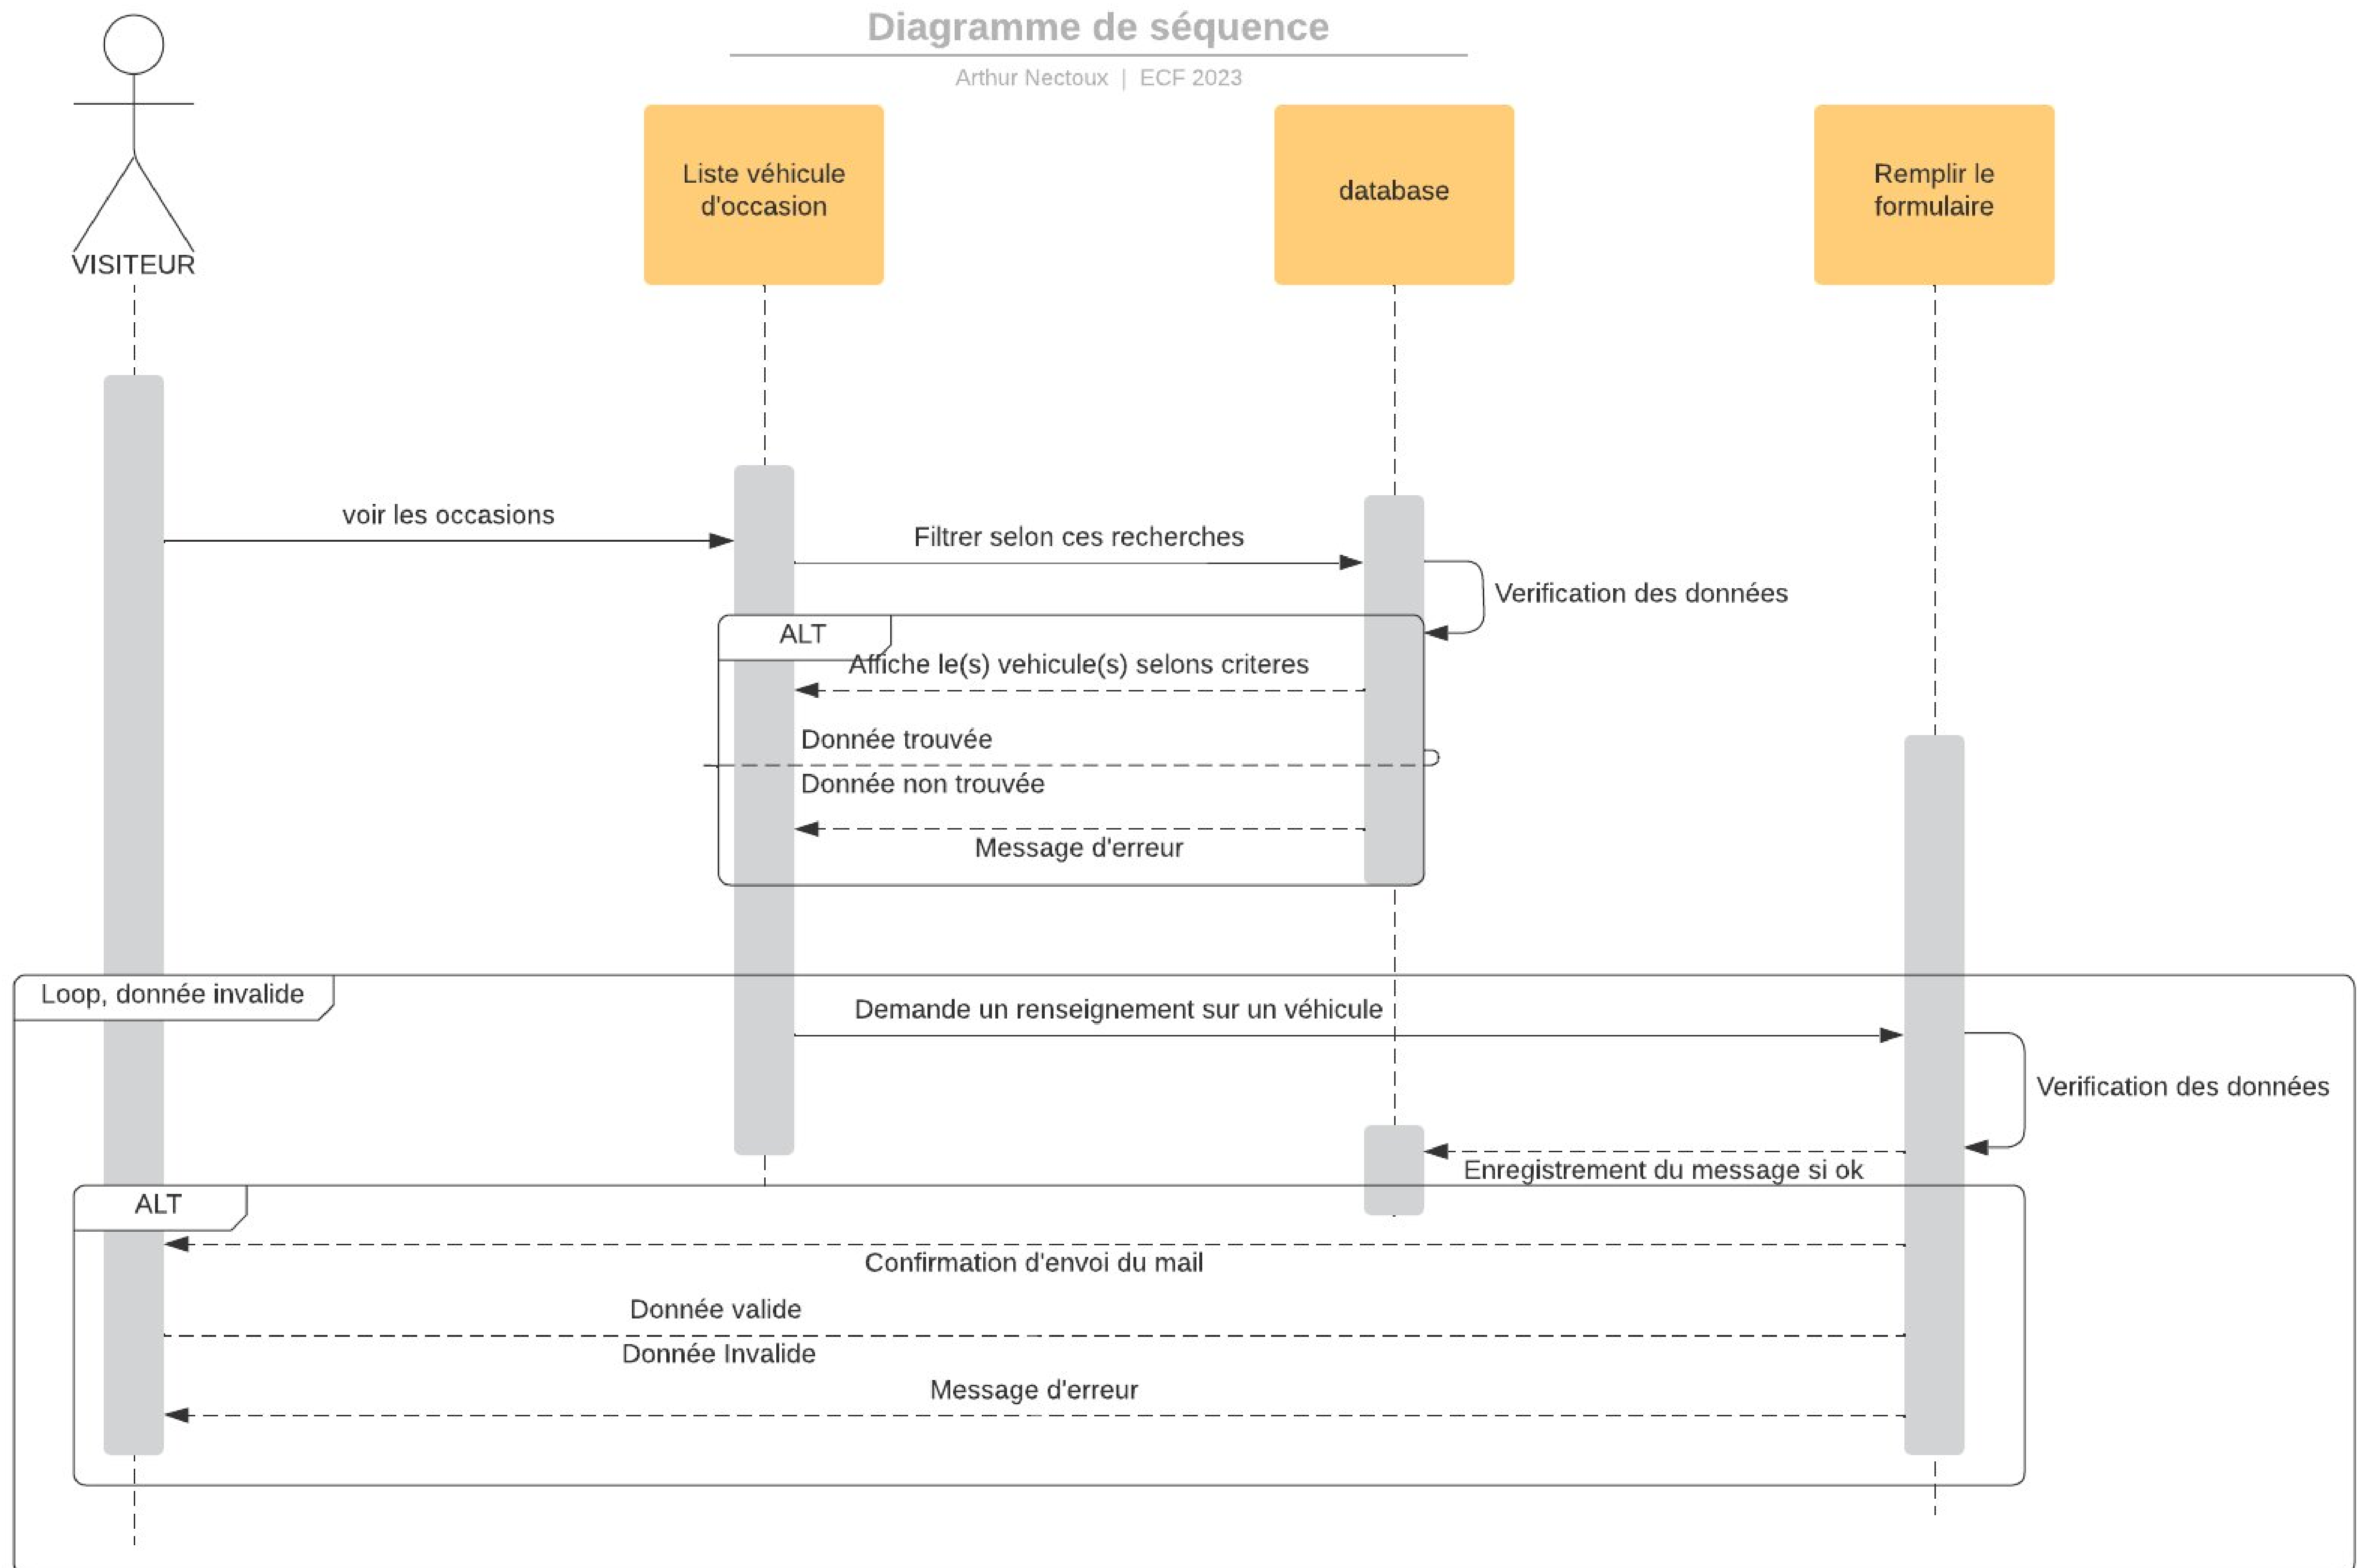 Diagramme de séquence
Arthur Nectoux | ECF 2023
VISITEUR
Liste véhicule
d'occasion
database
Remplir le
formulaire
voir les occasions
Filtrer selon ces recherches
Verification des données
ALT
Affiche le(s) vehicule(s) selons criteres
Donnée trouvée
Donnée non trouvée
Message d'erreur
Loop, donnée invalide
Demande un renseignement sur un véhicule
Verification des données
Enregistrement du message si ok
ALT
Confirmation d'envoi du mail
Donnée valide
Donnée Invalide
Message d'erreur